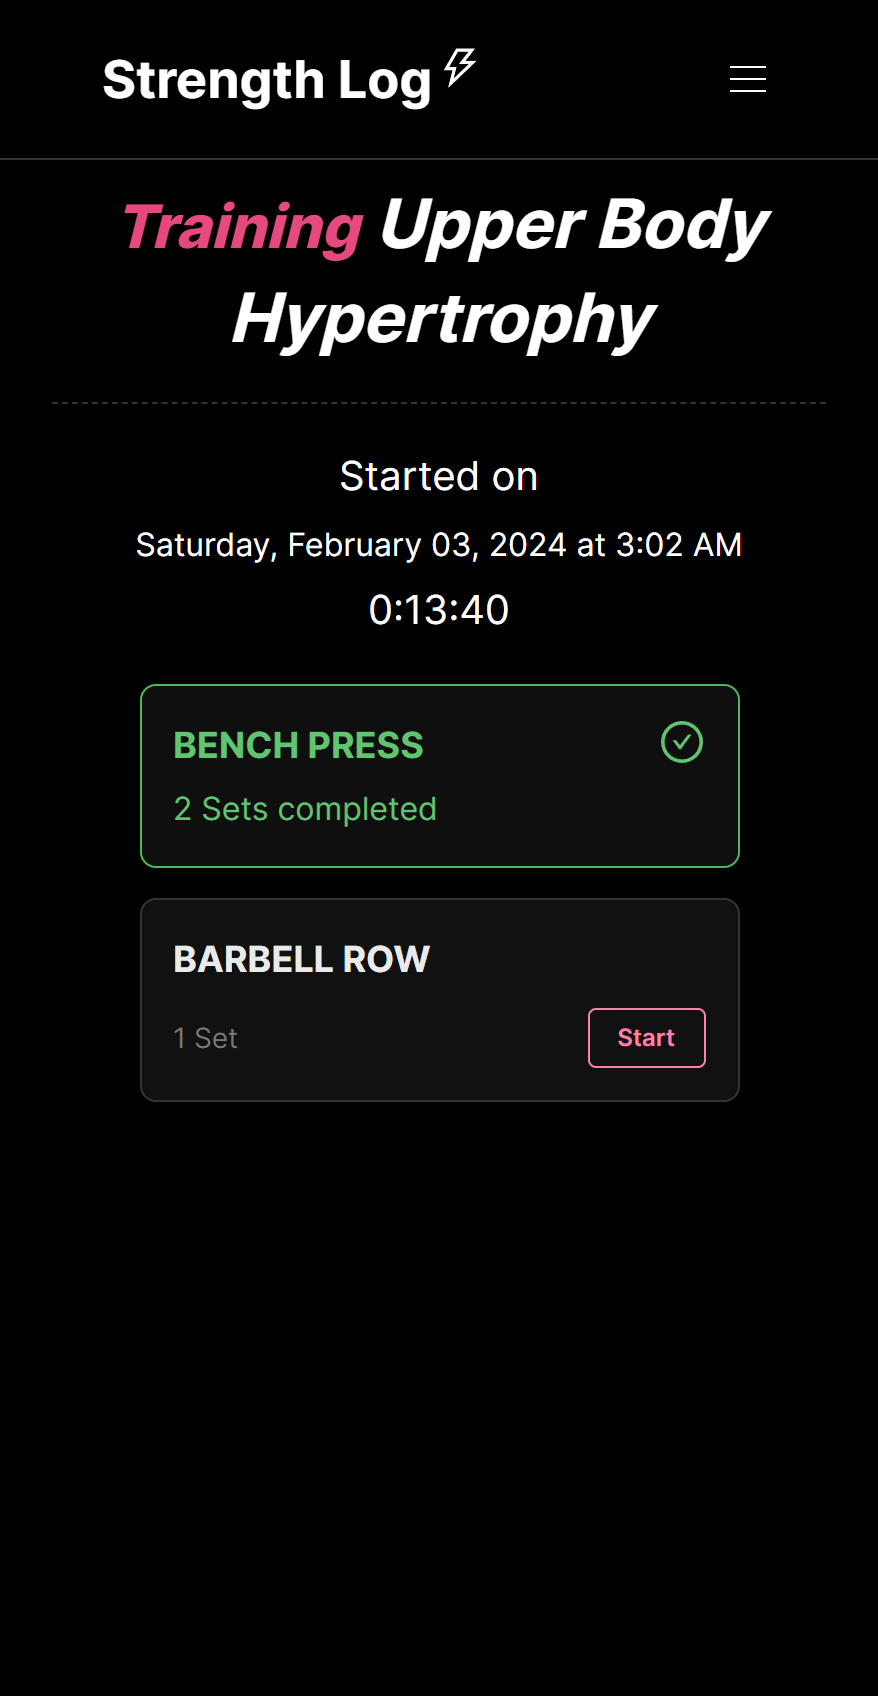 Strength Log
Training Upper Body
Hypertrophy
Started on
Saturday, February 03, 2024 at 3:02 AM
0:13:40
BENCH PRESS
2 Sets completed
BARBELL ROW
1 Set
Start